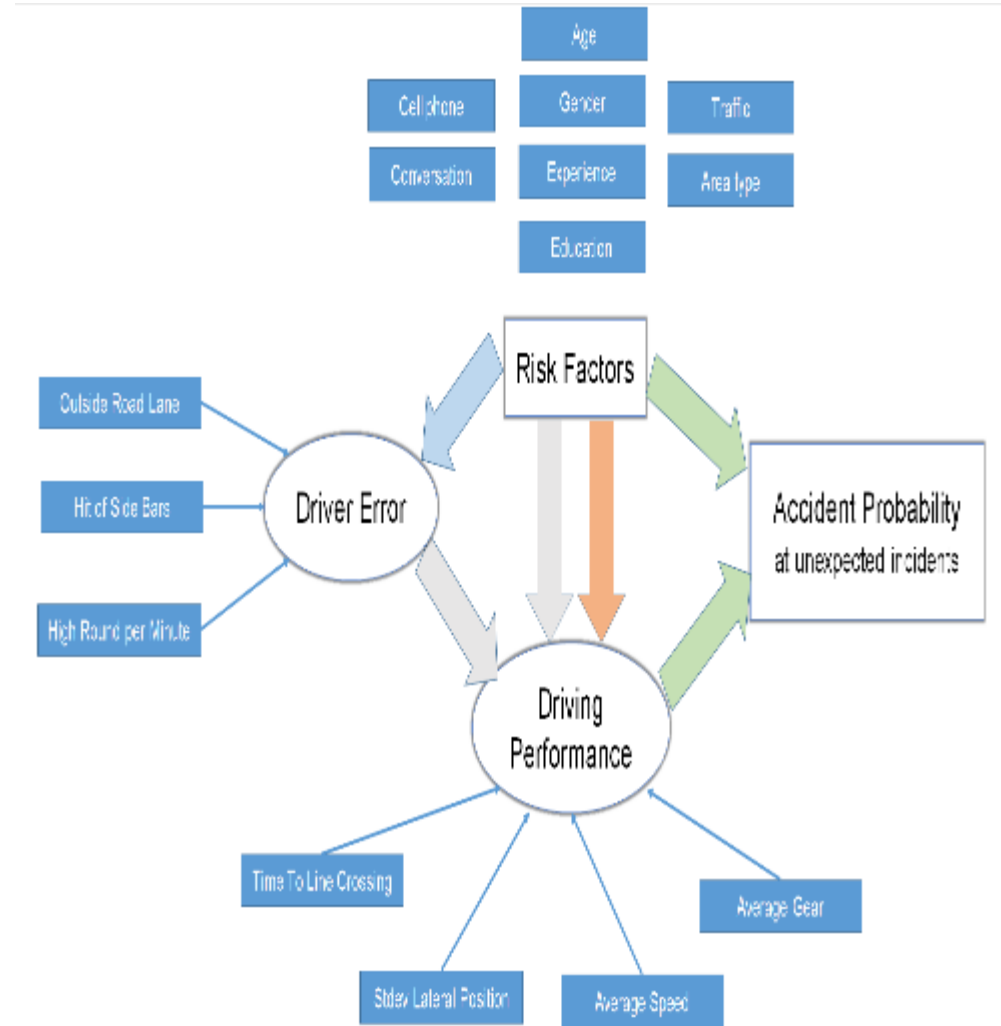 Age
Cellphone
Gender
Traffic
Conversation
Experience
Area type
Education
Risk Factors
Outside Road Lane
Hit of Side Bars
High Round per Minute
Driver Error
Accident Probability
at unexpected incidents
Driving
Performance
Time To Line Crossing
Average Gear
Stdev Lateral Position
Average Speed